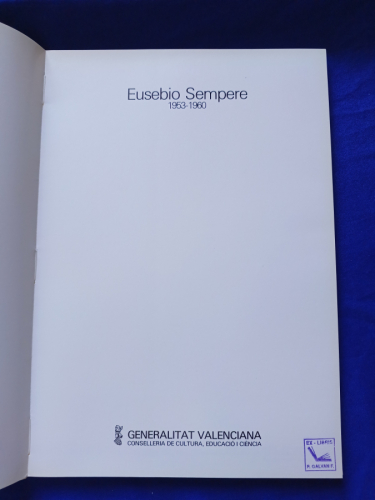 Eusebio Sempere
1953-1960
GENERALITAT VALENCIANA
CONSELLERIA DE CULTURA, EDUCACIÓ I CIÈNCIA
EX-LIBRIS